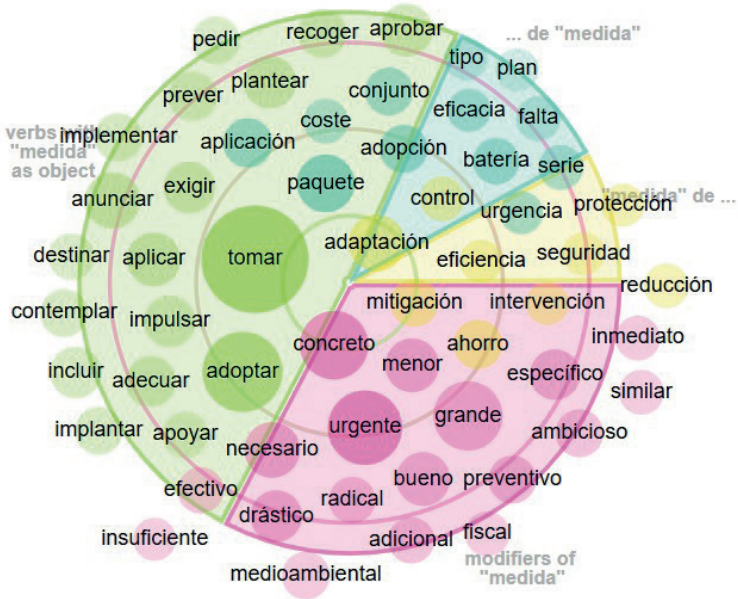 pedir
recoger
aprobar
... de "medida"
tipo
plan
prever
plantear
conjunto
eficacia
falta
verbs with
"medida"
as object
implementar
aplicación
coste
adopción
batería
serie
anunciar
exigir
paquete
control
urgencia
"medida" de ...
protección
destinar
aplicar
tomar
adaptación
eficiencia
seguridad
contemplar
impulsar
mitigación
intervención
reducción
incluir
adecuar
adoptar
concreto
menor
ahorro
específico
inmediato
similar
implantar
apoyar
necesario
urgente
grande
ambicioso
efectivo
drástico
radical
bueno
preventivo
insuficiente
adicional
fiscal
medioambiental
modifiers of
"medida"